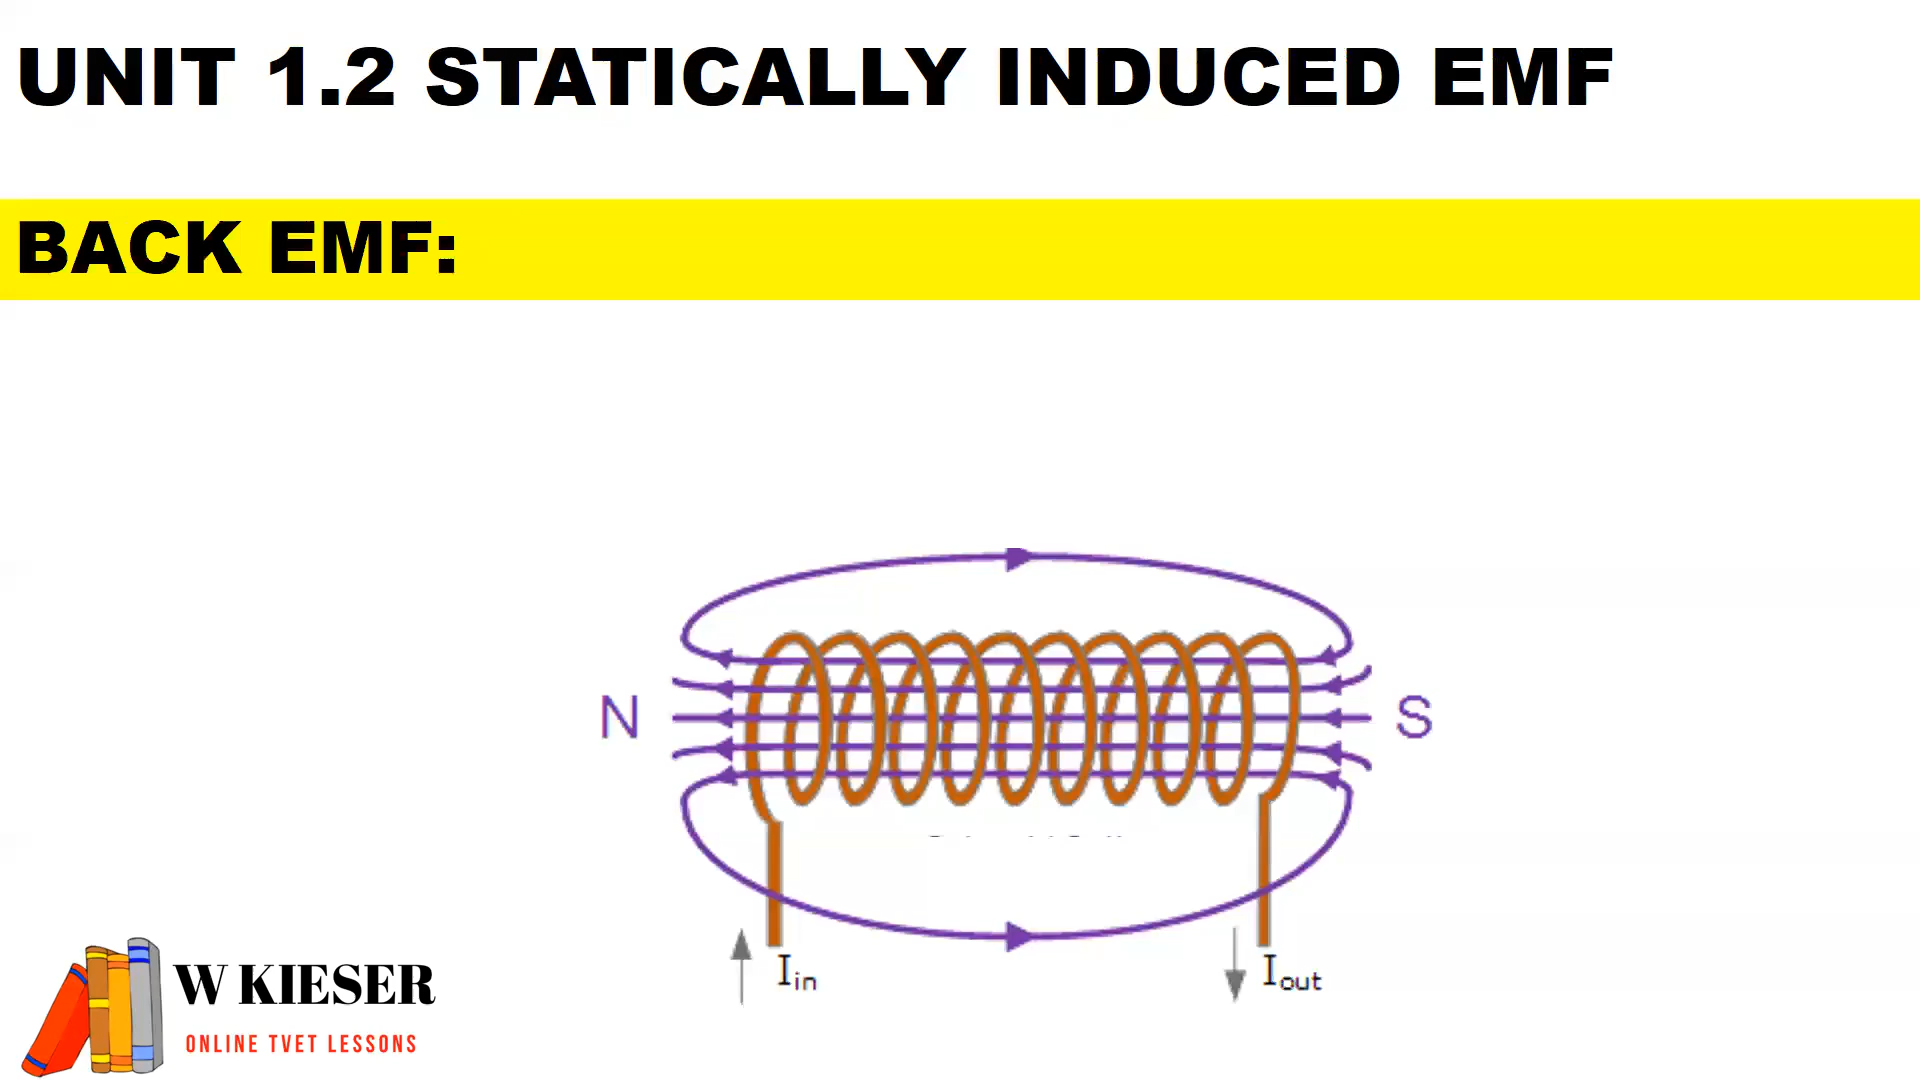 UNIT 1.2 STATICALLY INDUCED EMF
BACK EMF:
N
S
Iin
Iout
W KIESER
ONLINE TVET LESSONS